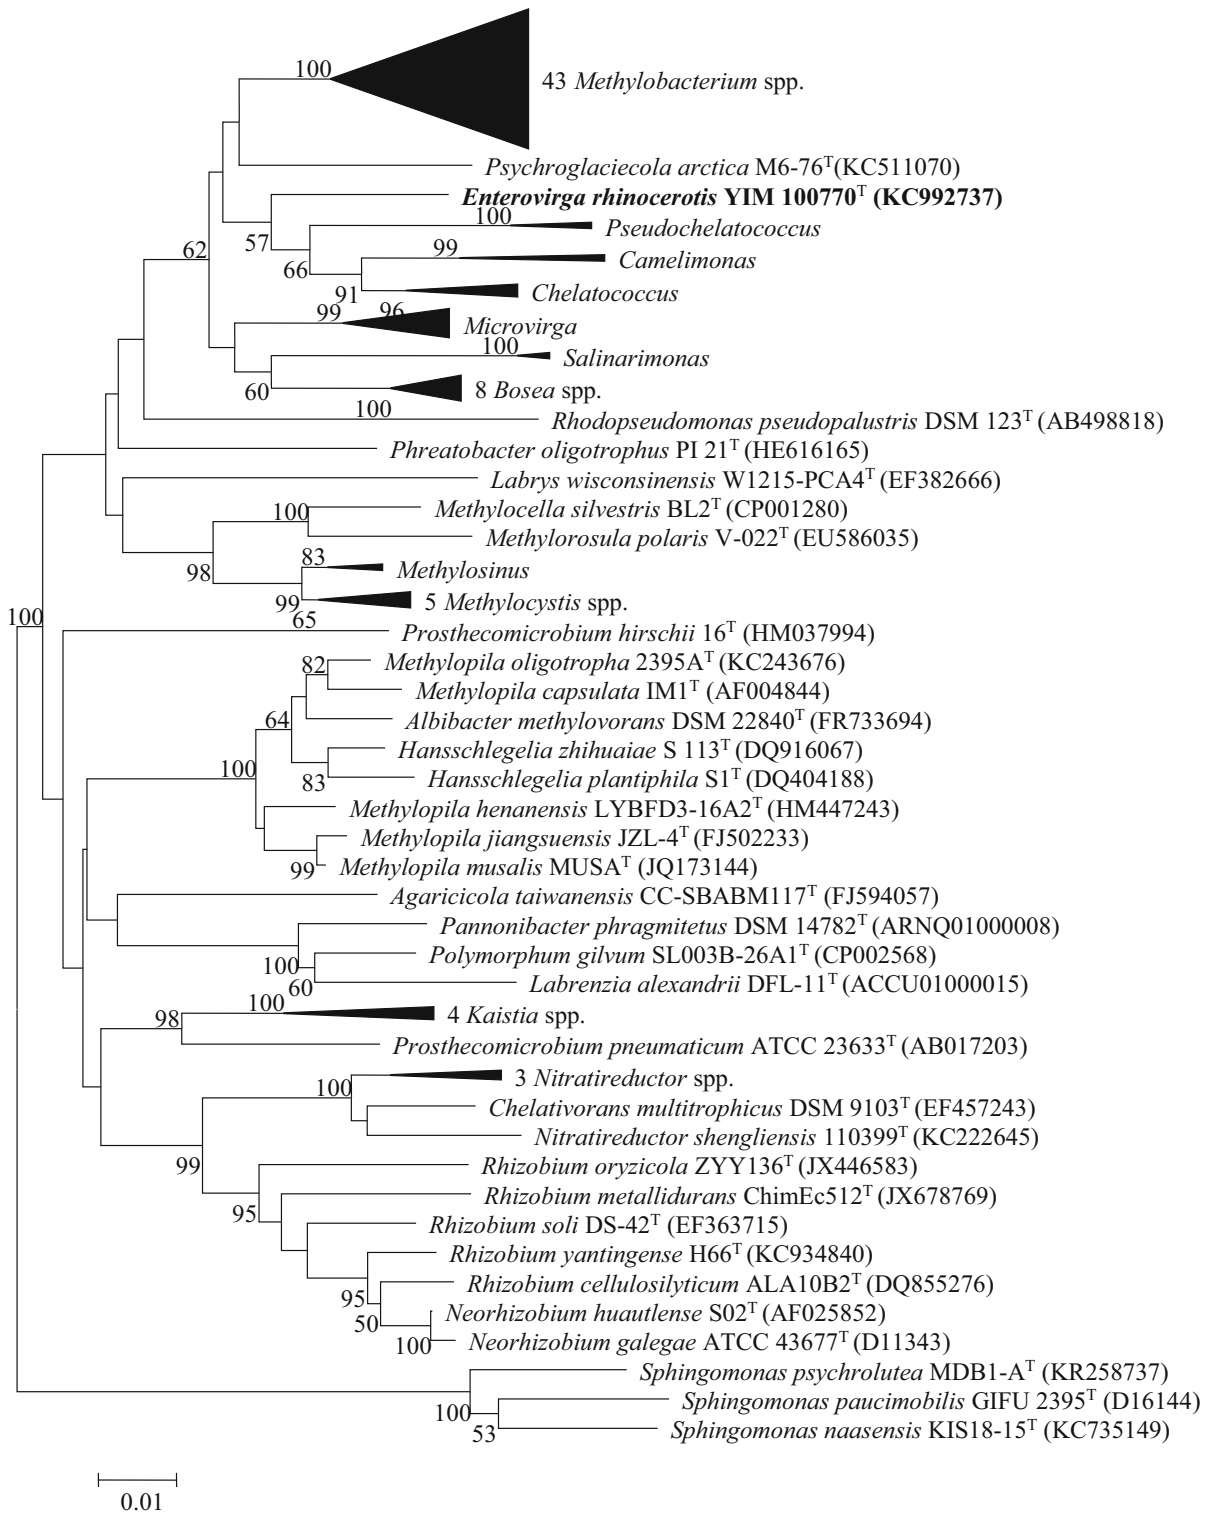 100
43 Methylobacterium spp.
Psychroglaciecola arctica M6-76T(KC511070)
Enterovirga rhinocerotis YIM 100770T (KC992737)
100
Pseudochelatococcus
57
62
99
Camelimonas
66
91
Chelatococcus
99
96
Microvirga
100
Salinarimonas
60
8 Bosea spp.
100
Rhodopseudomonas pseudopalustris DSM 123T (AB498818)
Phreatobacter oligotrophus PI 21T (HE616165)
Labrys wisconsinensis W1215-PCA4T (EF382666)
100
Methylocella silvestris BL2T (CP001280)
Methylorosula polaris V-022T (EU586035)
83
98
Methylosinus
99
5 Methylocystis spp.
100
65
Prosthecomicrobium hirschii 16T (HM037994)
82
Methylopila oligotropha 2395AT (KC243676)
Methylopila capsulata IM1T (AF004844)
64
Albibacter methylovorans DSM 22840T (FR733694)
Hansschlegelia zhihuaiae S 113T (DQ916067)
100
83
Hansschlegelia plantiphila S1T (DQ404188)
Methylopila henanensis LYBFD3-16A2T (HM447243)
Methylopila jiangsuensis JZL-4T (FJ502233)
99
Methylopila musalis MUSAT (JQ173144)
Agaricicola taiwanensis CC-SBABM117T (FJ594057)
Pannonibacter phragmitetus DSM 14782T (ARNQ01000008)
100
Polymorphum gilvum SL003B-26A1T (CP002568)
60
Labrenzia alexandrii DFL-11T (ACCU01000015)
100
98
4 Kaistia spp.
Prosthecomicrobium pneumaticum ATCC 23633T (AB017203)
100
3 Nitratireductor spp.
Chelativorans multitrophicus DSM 9103T (EF457243)
Nitratireductor shengliensis 110399T (KC222645)
99
Rhizobium oryzicola ZYY136T (JX446583)
95
Rhizobium metallidurans ChimEc512T (JX678769)
Rhizobium soli DS-42T (EF363715)
Rhizobium yantingense H66T (KC934840)
95
Rhizobium cellulosilyticum ALA10B2T (DQ855276)
50
Neorhizobium huautlense S02T (AF025852)
100
Neorhizobium galegae ATCC 43677T (D11343)
Sphingomonas psychrolutea MDB1-AT (KR258737)
100
Sphingomonas paucimobilis GIFU 2395T (D16144)
53
Sphingomonas naasensis KIS18-15T (KC735149)
0.01